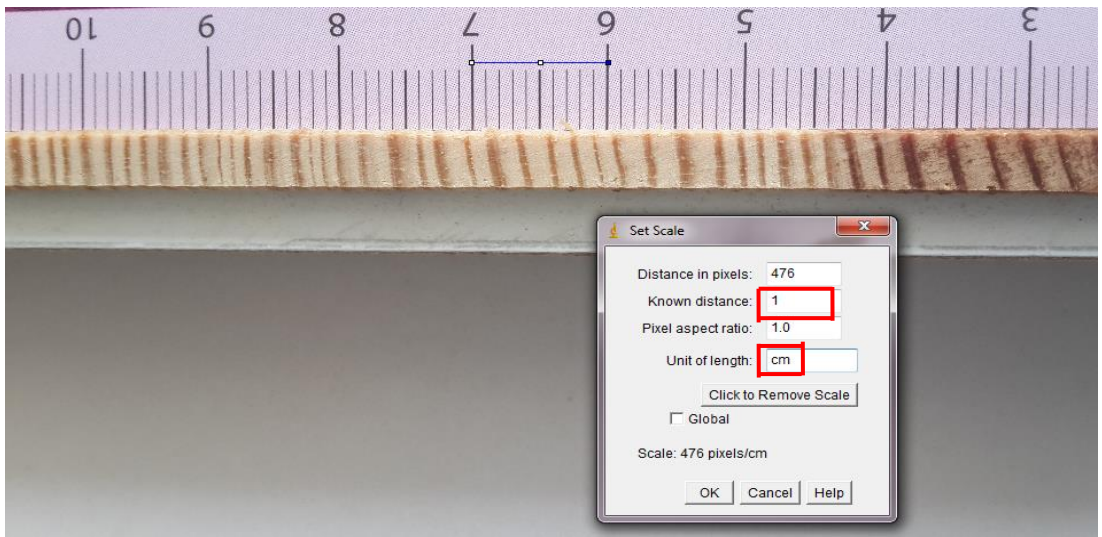 10 9 8 7 6 5 4 3
Set Scale
Distance in pixels: 476
Known distance: 1
Pixel aspect ratio: 1.0
Unit of length: cm
Click to Remove Scale
Global
Scale: 476 pixels/cm
OK Cancel Help